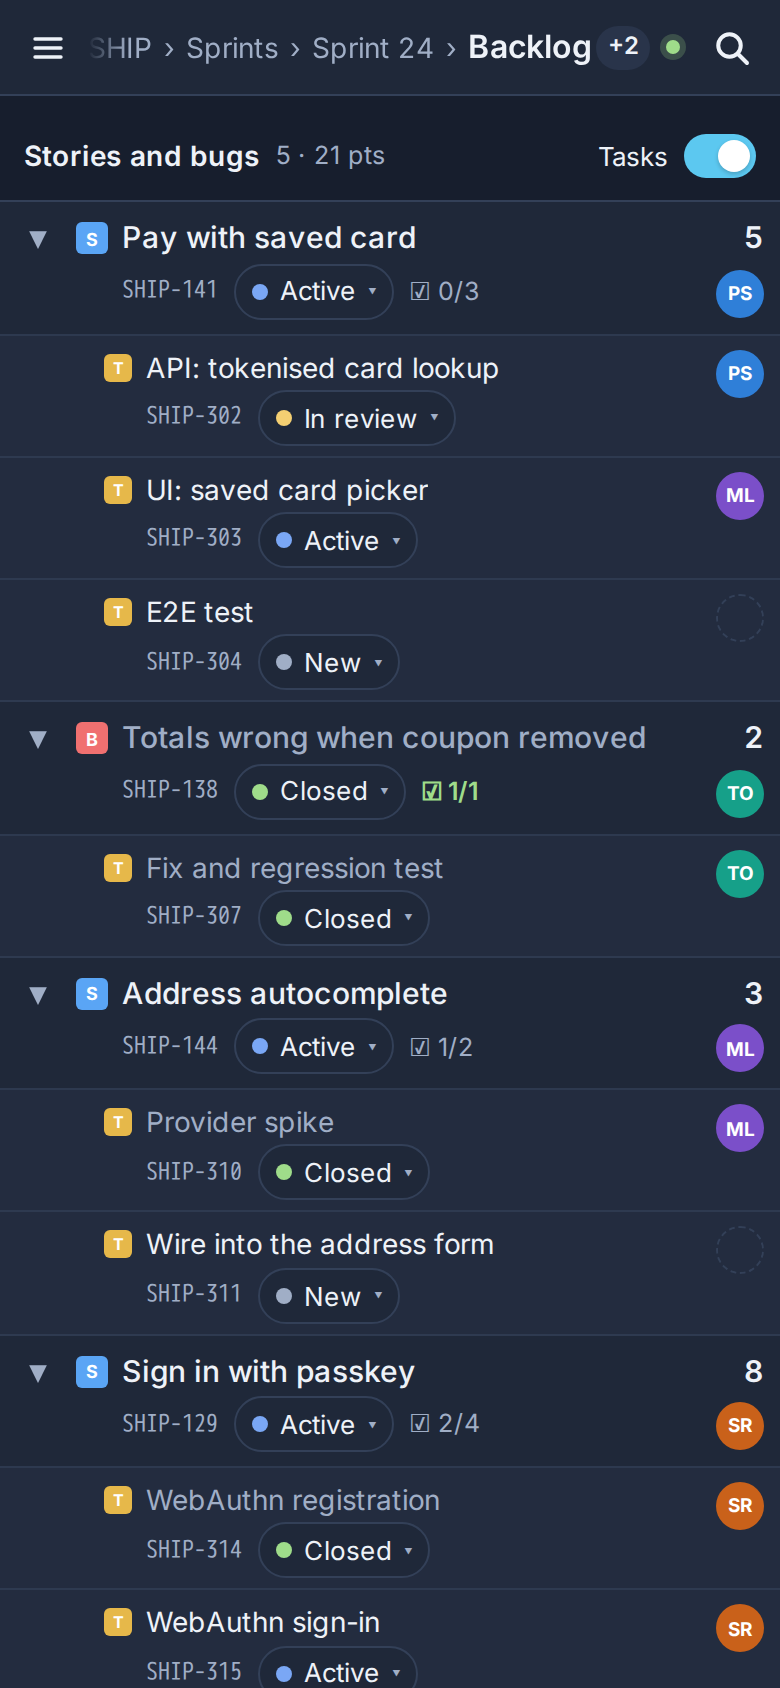 SHIP › Sprints › Sprint 24 › Backlog +2
Stories and bugs 5 · 21 pts Tasks
▼ S Pay with saved card 5
SHIP-141 Active ▾ ☑ 0/3 PS
T API: tokenised card lookup PS
SHIP-302 In review ▾
T UI: saved card picker ML
SHIP-303 Active ▾
T E2E test
SHIP-304 New ▾
▼ B Totals wrong when coupon removed 2
SHIP-138 Closed ▾ ☑ 1/1 TO
T Fix and regression test TO
SHIP-307 Closed ▾
▼ S Address autocomplete 3
SHIP-144 Active ▾ ☑ 1/2 ML
T Provider spike ML
SHIP-310 Closed ▾
T Wire into the address form
SHIP-311 New ▾
▼ S Sign in with passkey 8
SHIP-129 Active ▾ ☑ 2/4 SR
T WebAuthn registration SR
SHIP-314 Closed ▾
T WebAuthn sign-in SR
SHIP-315 Active ▾